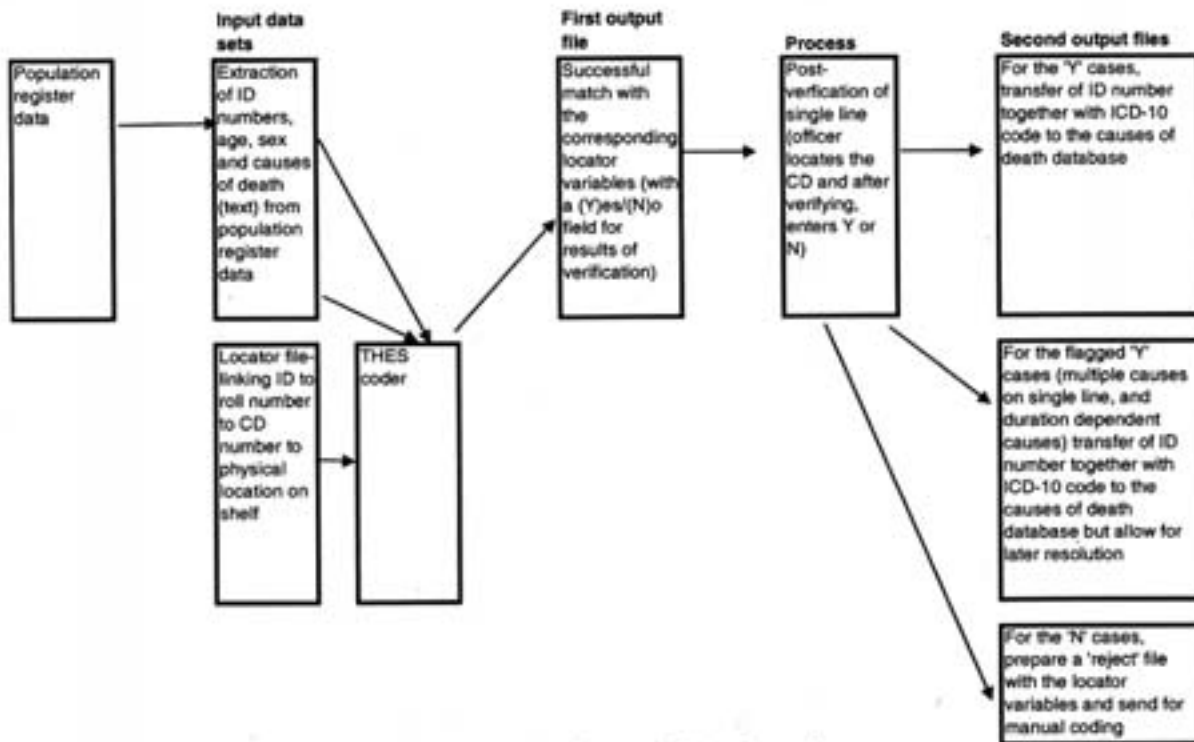 Population
register
data
Input data
sets
Extraction
of ID
numbers,
age, sex
and causes
of death
(text) from
population
register
data
Locator file-
linking ID to
roll number
to CD
number to
physical
location on
shelf
THES
coder
First output
file
Successful
match with
the
corresponding
locator
variables (with
a (Y)es/(N)o
field for
results of
verification)
Process
Post-
verfication of
single line
(officer
locates the
CD and after
verifying,
enters Y or
N)
Second output files
For the 'Y' cases,
transfer of ID number
together with ICD-10
code to the causes of
death database
For the flagged 'Y'
cases (multiple causes
on single line, and
duration dependent
causes) transfer of ID
number together with
ICD-10 code to the
causes of death
database but allow for
later resolution
For the 'N' cases,
prepare a 'reject' file
with the locator
variables and send for
manual coding